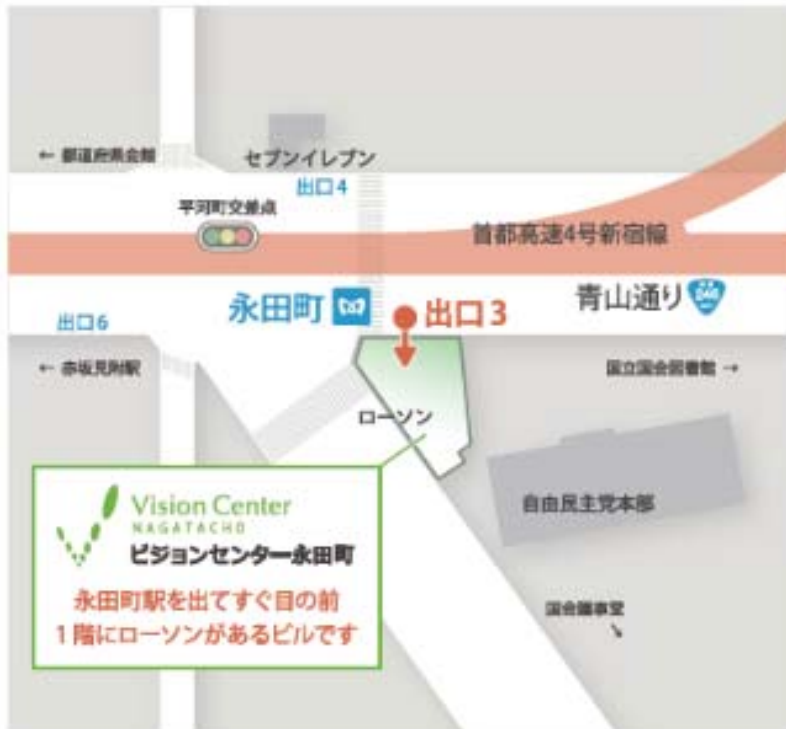 ← 都道府県会館
セブンイレブン
出口4
平河町交差点
首都高速4号新宿線
永田町
出口3
青山通り
246
出口6
← 赤坂見附駅
国立国会図書館 →
ローソン
自由民主党本部
Vision Center
NAGATACHO
ビジョンセンター永田町
永田町駅を出てすぐ目の前
1階にローソンがあるビルです
国会議事堂
↘